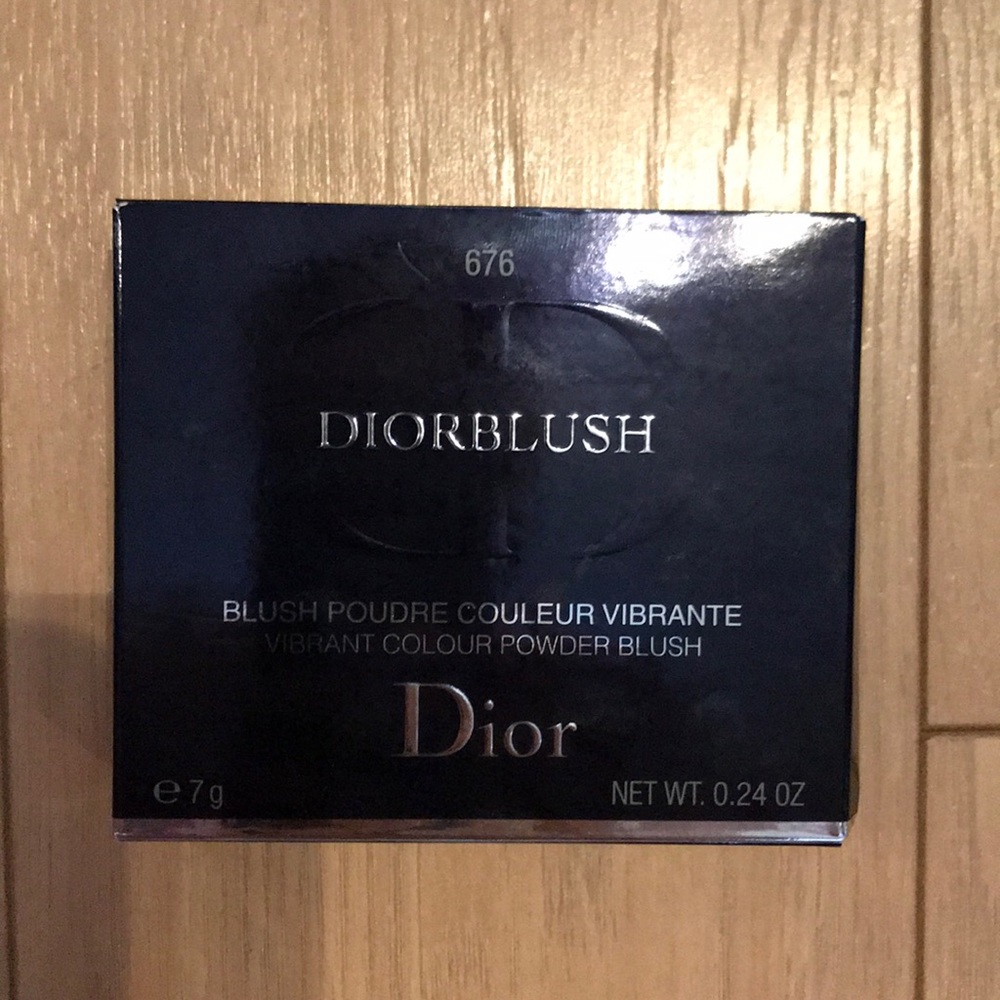 676
DIORBLUSH
BLUSH POUDRE COULEUR VIBRANTE
VIBRANT COLOUR POWDER BLUSH
Dior
℮ 7 g NET WT. 0.24 OZ